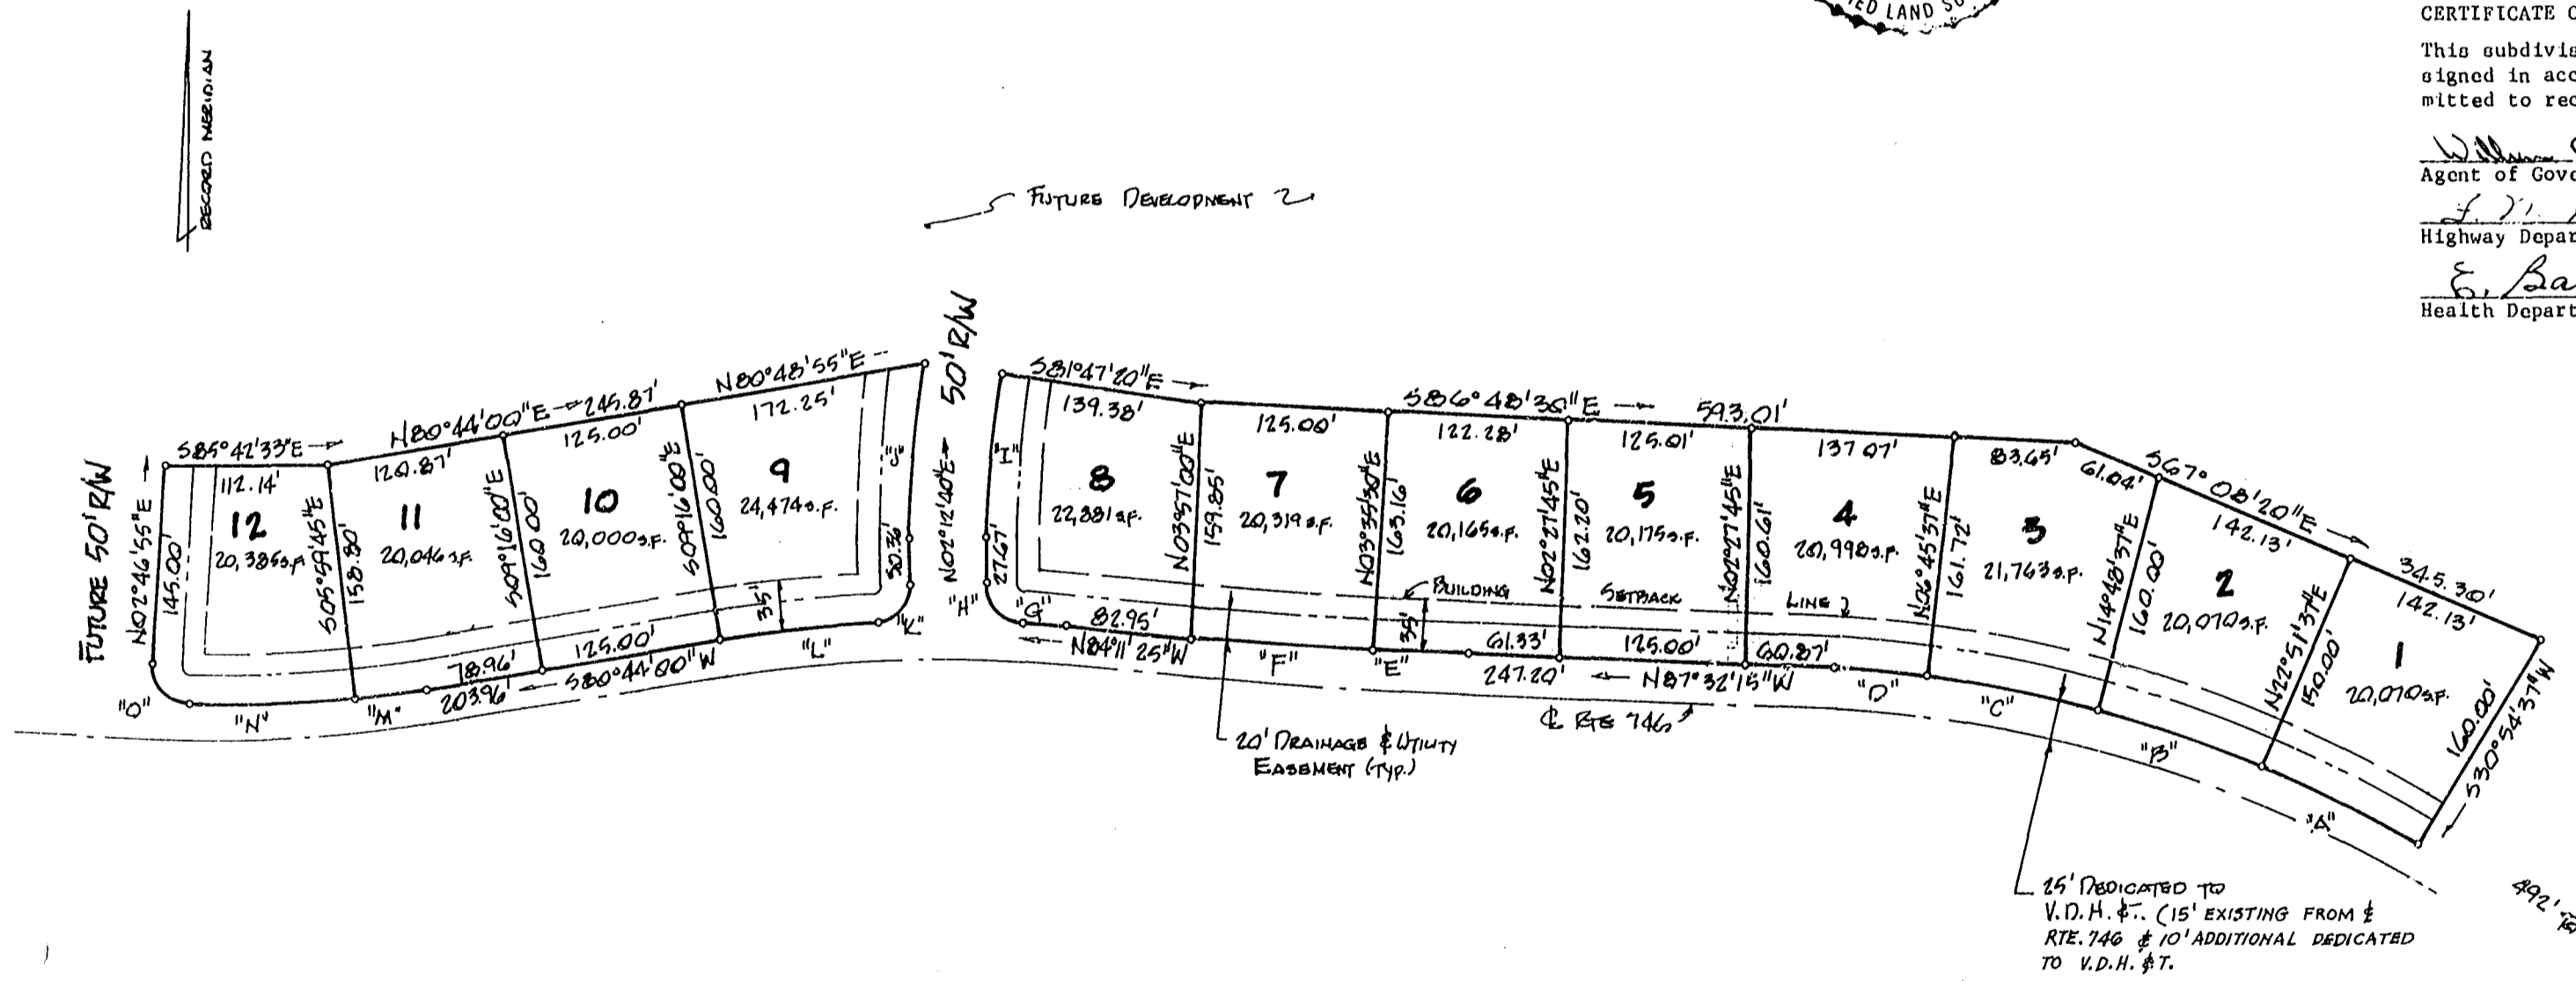 IED LAND SU
CERTIFICATE O
This subdivis
signed in acc
mitted to rec
Agent of Gove
Highway Depar
E. Ba
Health Depart
RECORD MERIDIAN
FUTURE DEVELOPMENT
50' R/W
FUTURE 50' R/W
N02°46'55"E
145.00'
S85°42'33"E
112.14'
12
20,385 S.F.
S05°59'45"E
158.80'
N80°44'00"E 245.87'
120.87'
11
20,046 S.F.
S09°16'00"E
160.00'
125.00'
10
20,000 S.F.
S09°16'00"E
160.00'
N80°48'55"E
172.25'
9
24,474 S.F.
"J"
50.36'
N02°12'40"E
35'
"O"
"N"
"M"
78.96'
203.96'
125.00'
S80°44'00"W
"L"
"K"
"H"
S81°47'20"E
139.38'
"I"
27.67'
8
22,881 S.F.
"G"
82.95'
N84°11'25"W
N03°57'00"E
159.85'
125.00'
7
20,319 S.F.
"F"
N03°35'30"E
163.16'
S86°48'30"E
593.01'
122.28'
6
20,165 S.F.
BUILDING SETBACK LINE
35'
"E"
61.33'
247.20'
N02°27'45"E
162.20'
125.01'
5
20,175 S.F.
125.00'
N87°32'15"W
N02°27'45"E
160.61'
137.07'
4
20,998 S.F.
60.87'
"D"
N06°45'37"E
161.72'
83.65'
61.04'
3
21,763 S.F.
"C"
N14°48'37"E
160.00'
S67°08'20"E
345.30'
142.13'
2
20,070 S.F.
"B"
N22°51'37"E
150.00'
142.13'
1
20,070 S.F.
"A"
160.00'
S30°54'37"W
℄ RTE 746
20' DRAINAGE & UTILITY
EASEMENT (TYP.)
25' DEDICATED TO
V.D.H. & T. (15' EXISTING FROM ℄
RTE. 746 & 10' ADDITIONAL DEDICATED
TO V.D.H. & T.
492' TO